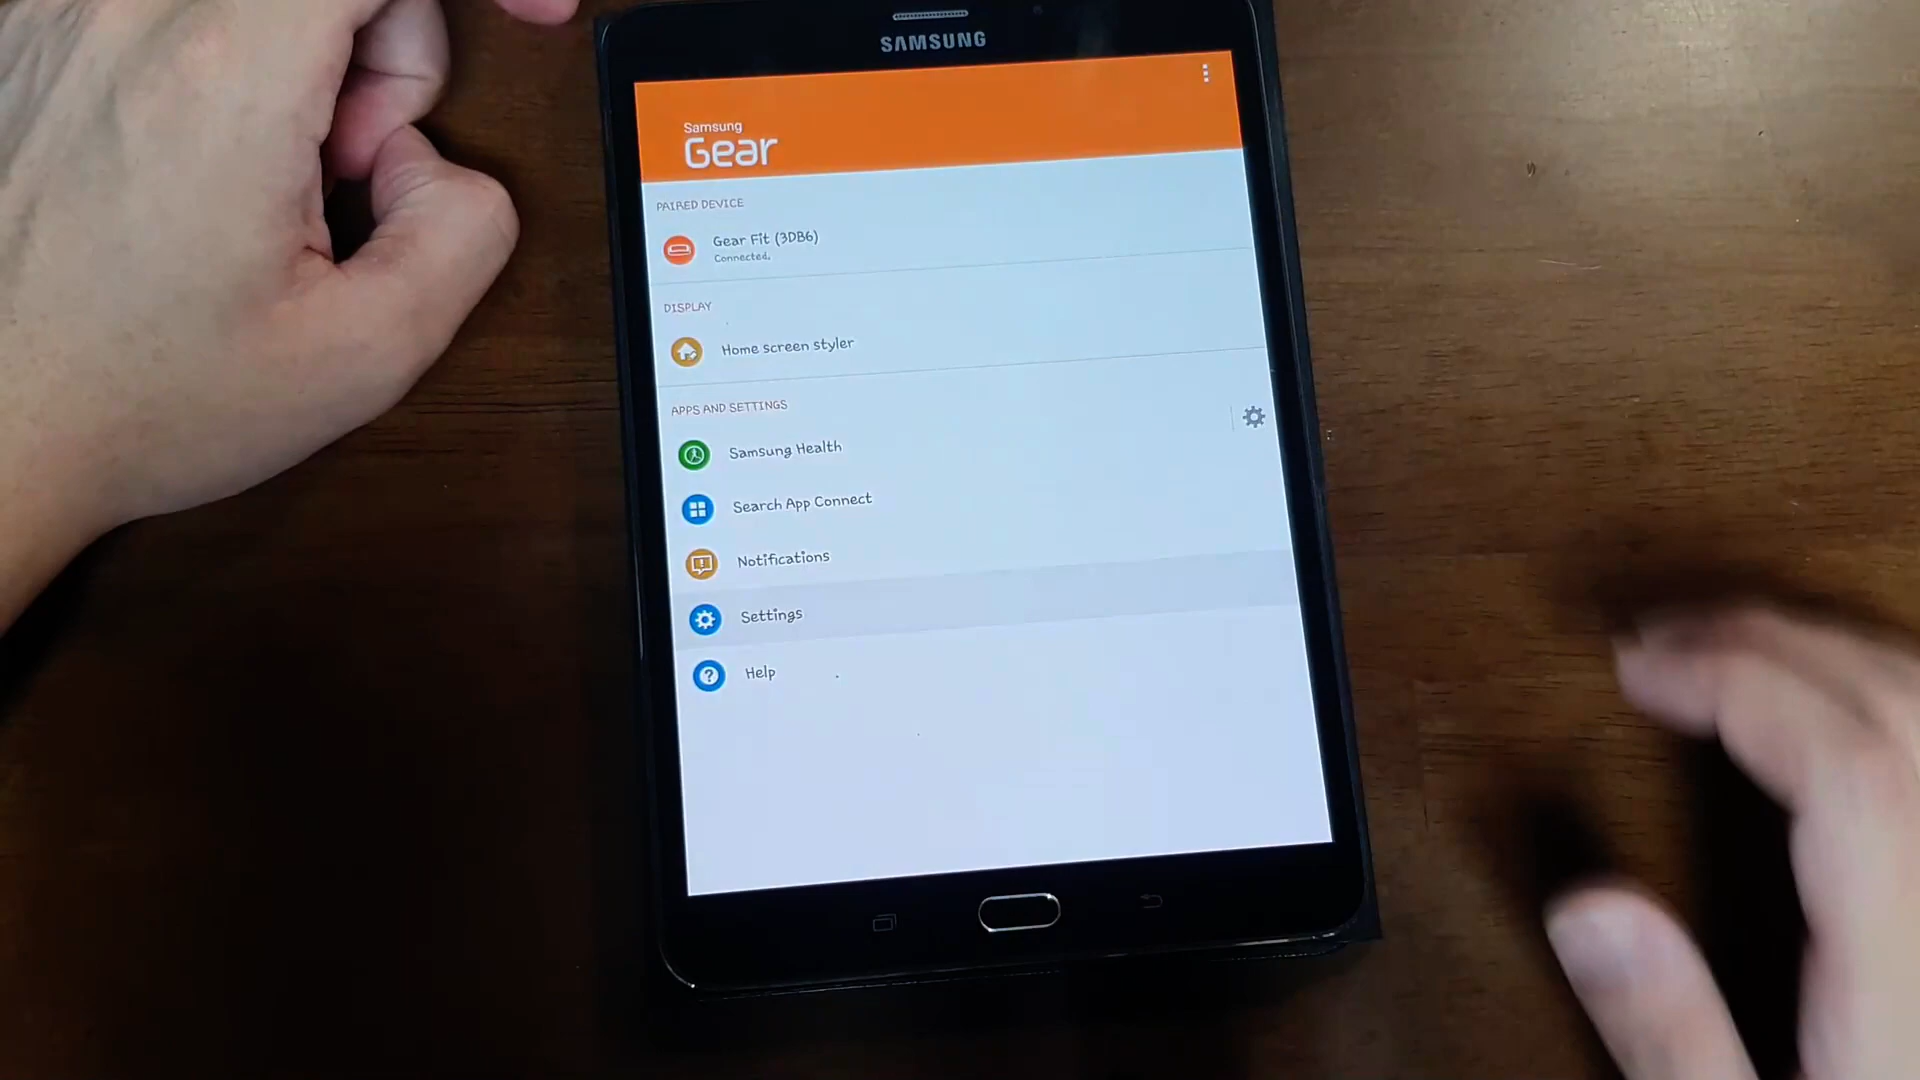 SAMSUNG
Samsung
Gear
PAIRED DEVICE
Gear Fit (3DB6)
Connected.
DISPLAY
Home screen styler
APPS AND SETTINGS
Samsung Health
Search App Connect
Notifications
Settings
Help